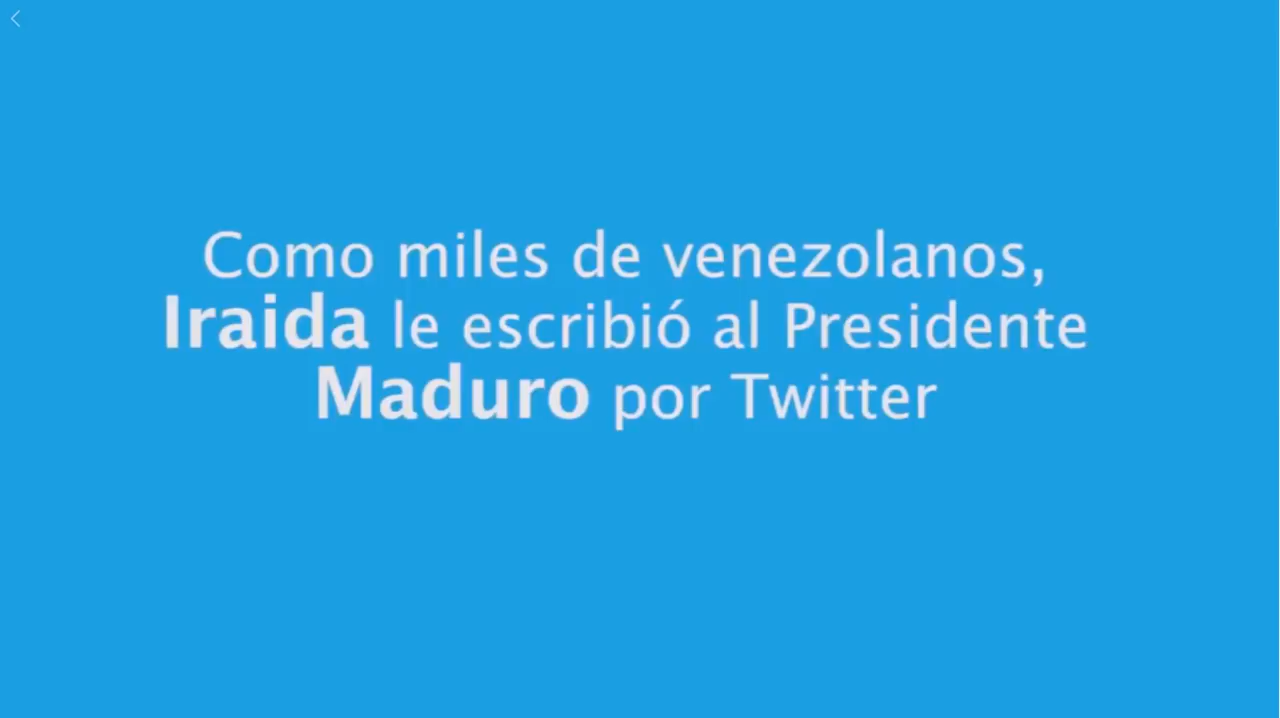 Como miles de venezolanos,
Iraida le escribió al Presidente
Maduro por Twitter